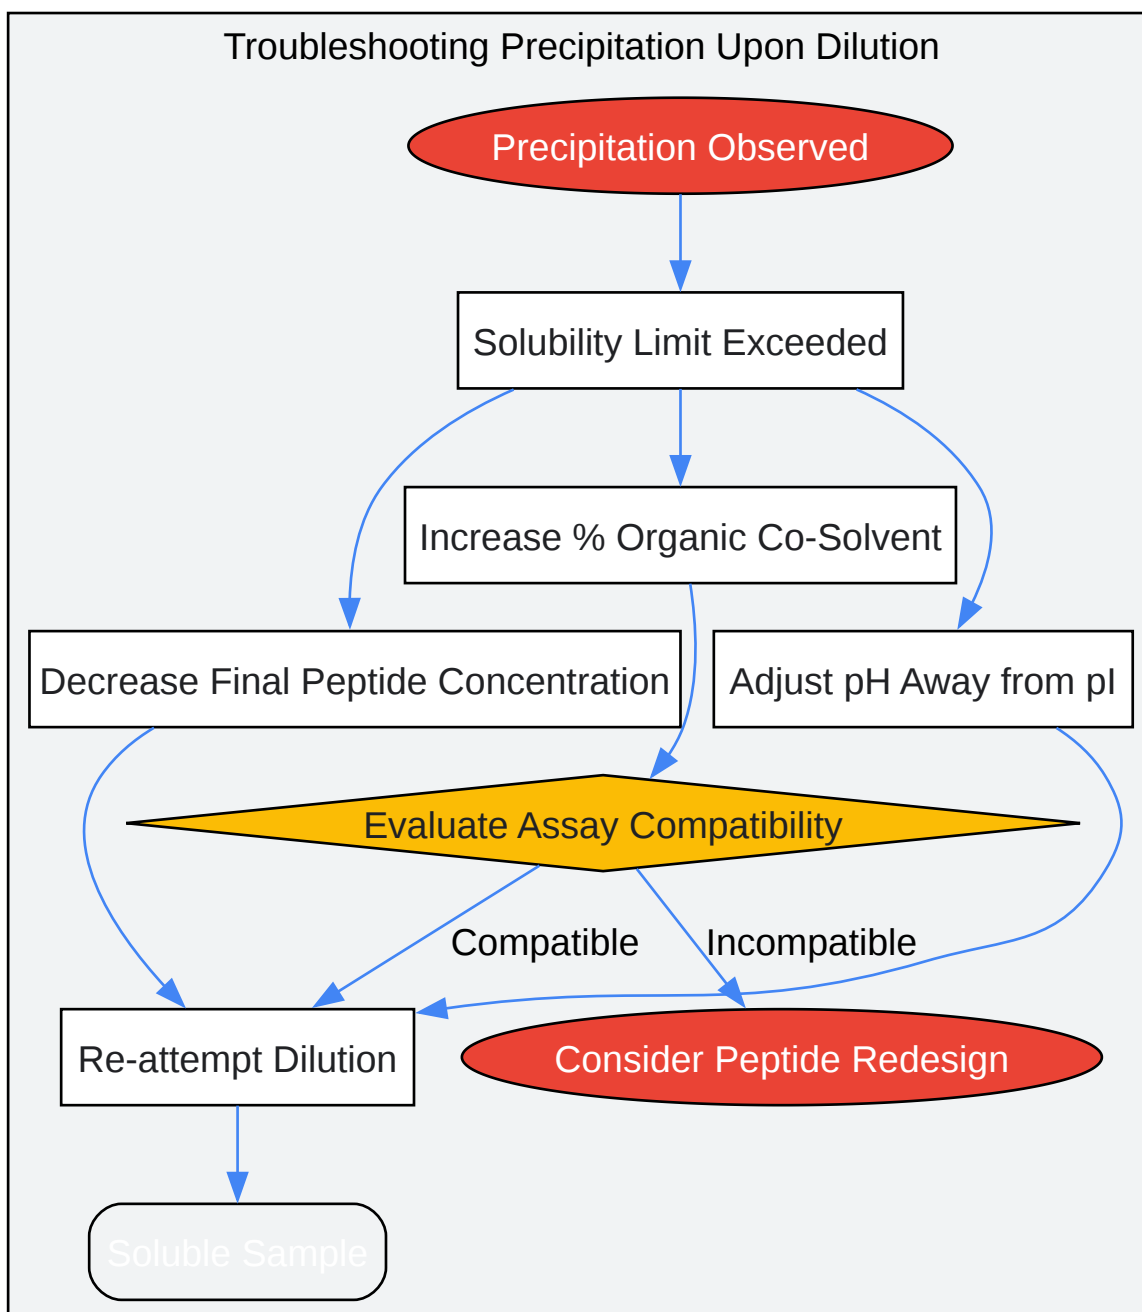 Troubleshooting Precipitation Upon Dilution
Precipitation Observed
Solubility Limit Exceeded
Increase % Organic Co-Solvent
Decrease Final Peptide Concentration
Adjust pH Away from pI
Evaluate Assay Compatibility
Compatible
Incompatible
Re-attempt Dilution
Consider Peptide Redesign
Soluble Sample